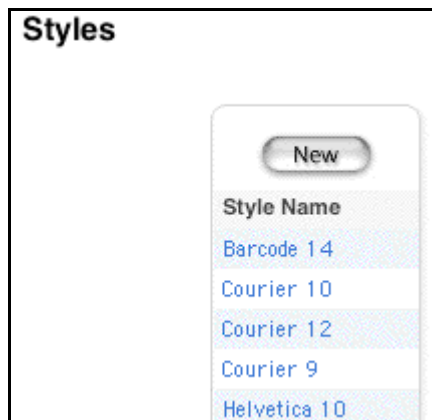 Styles
New
Style Name
Barcode 14
Courier 10
Courier 12
Courier 9
Helvetica 10